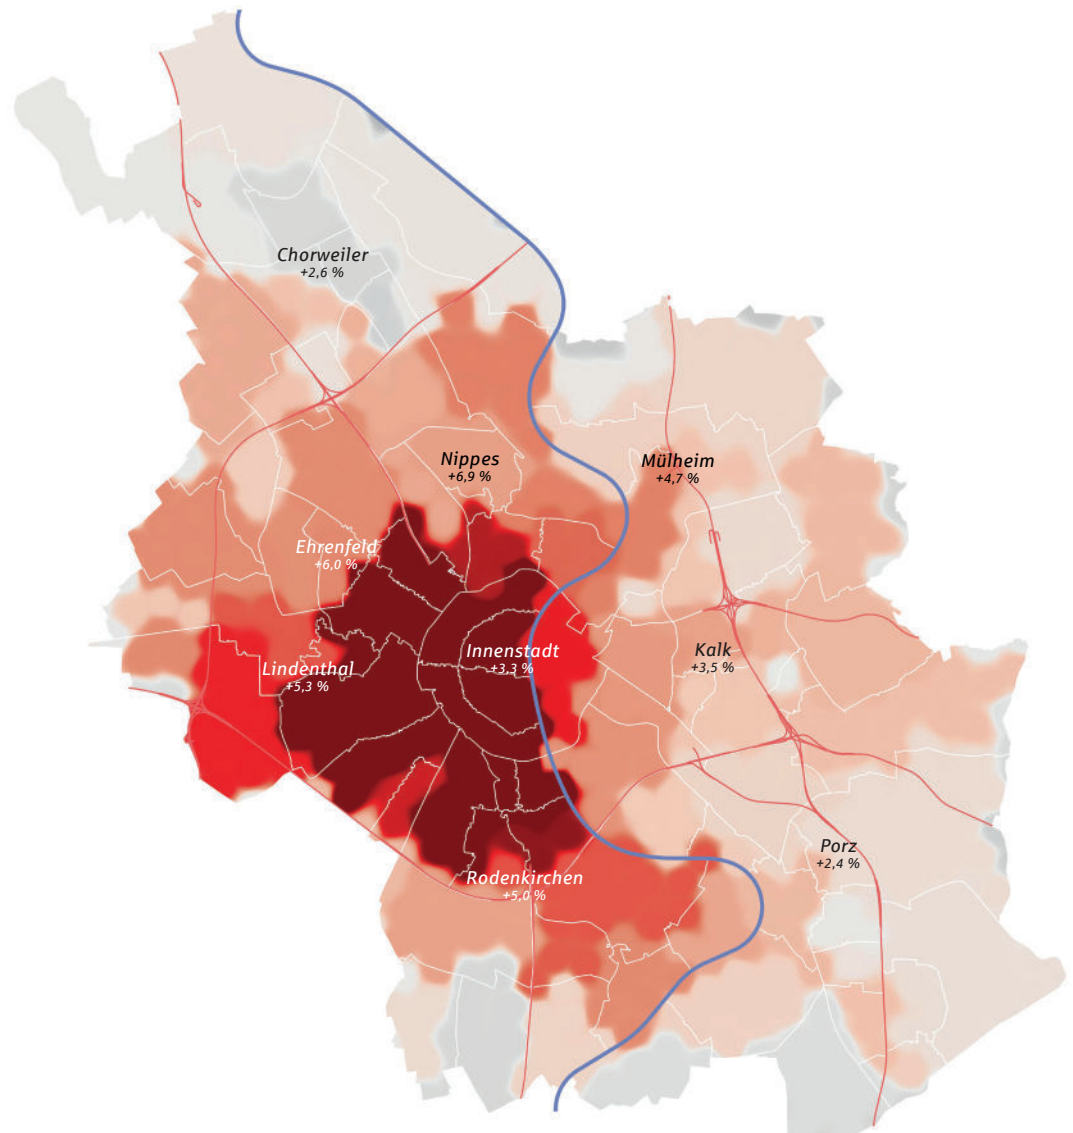 Chorweiler
+2,6 %
Nippes
+6,9 %
Mülheim
+4,7 %
Ehrenfeld
+6,0 %
Innenstadt
+3,3 %
Kalk
+3,5 %
Lindenthal
+5,3 %
Porz
+2,4 %
Rodenkirchen
+5,0 %